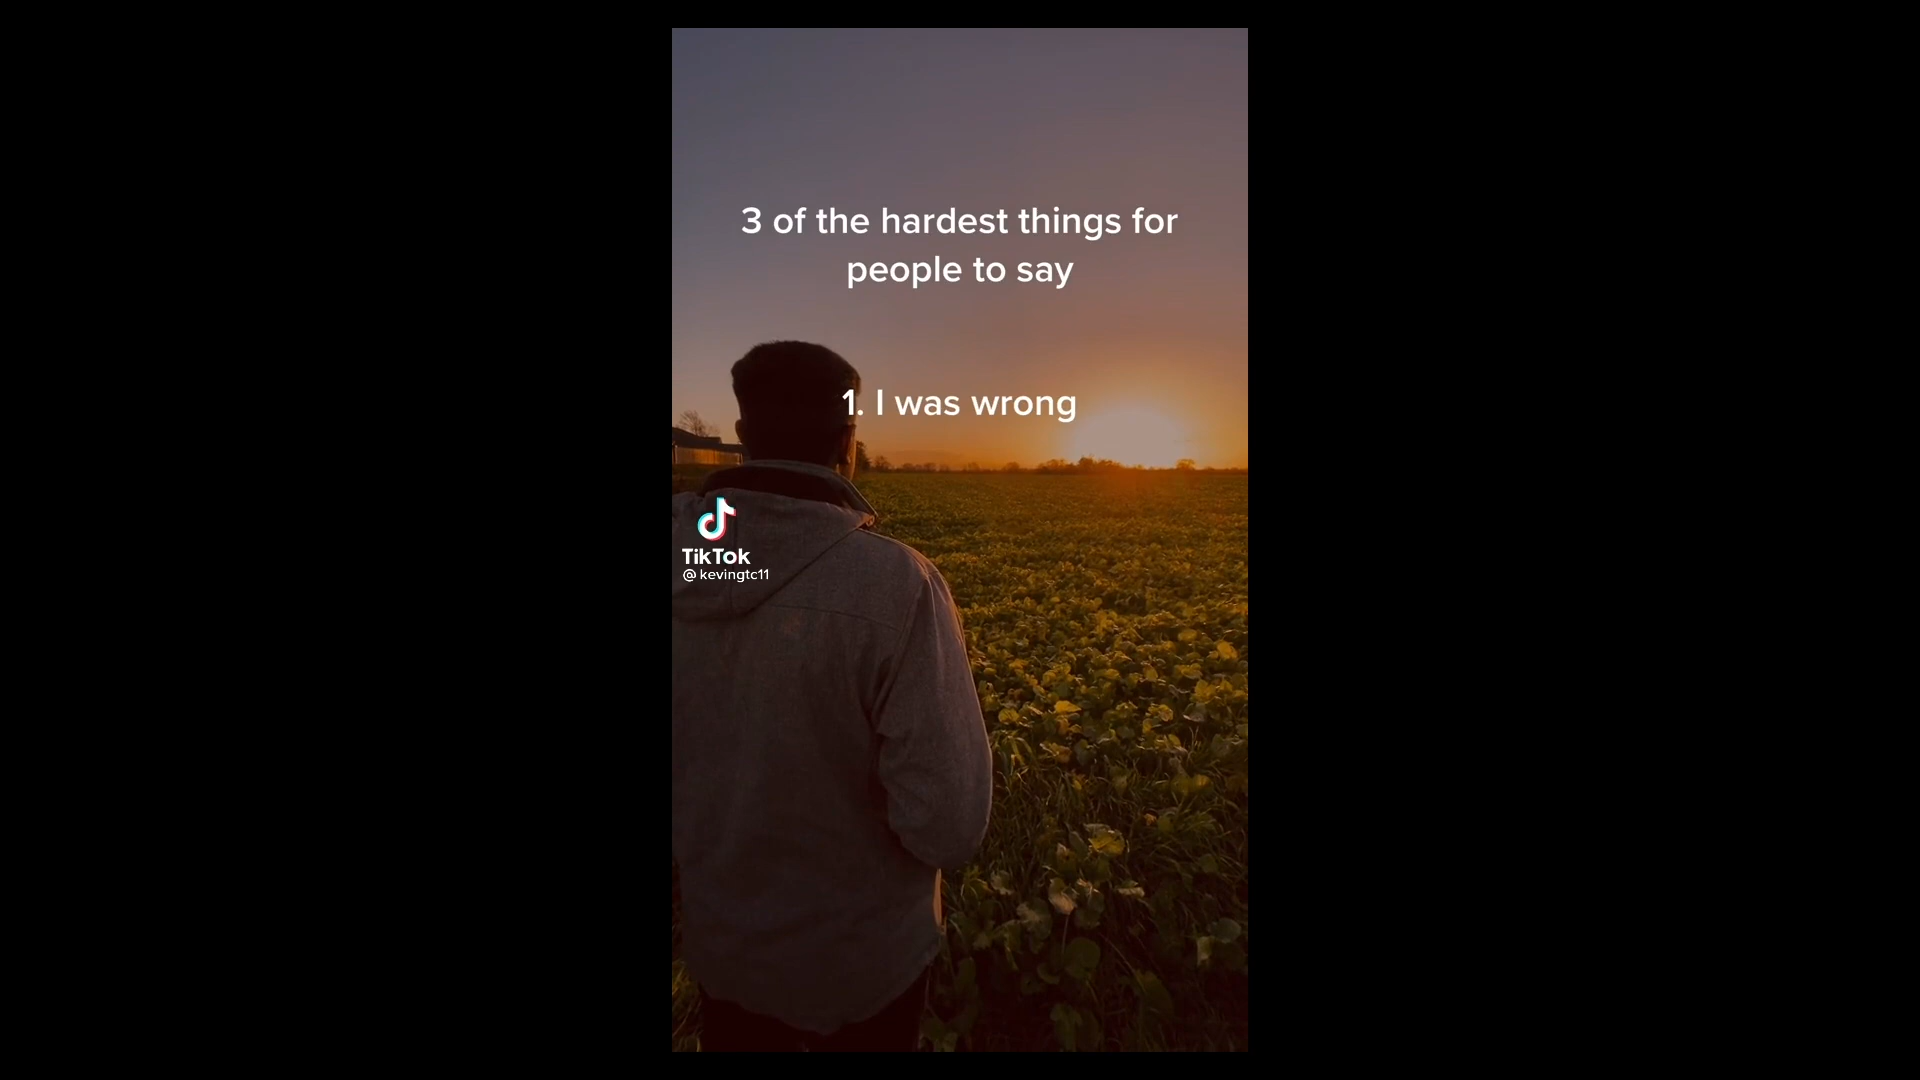 3 of the hardest things for
people to say
1. I was wrong
TikTok
@ kevingtc11